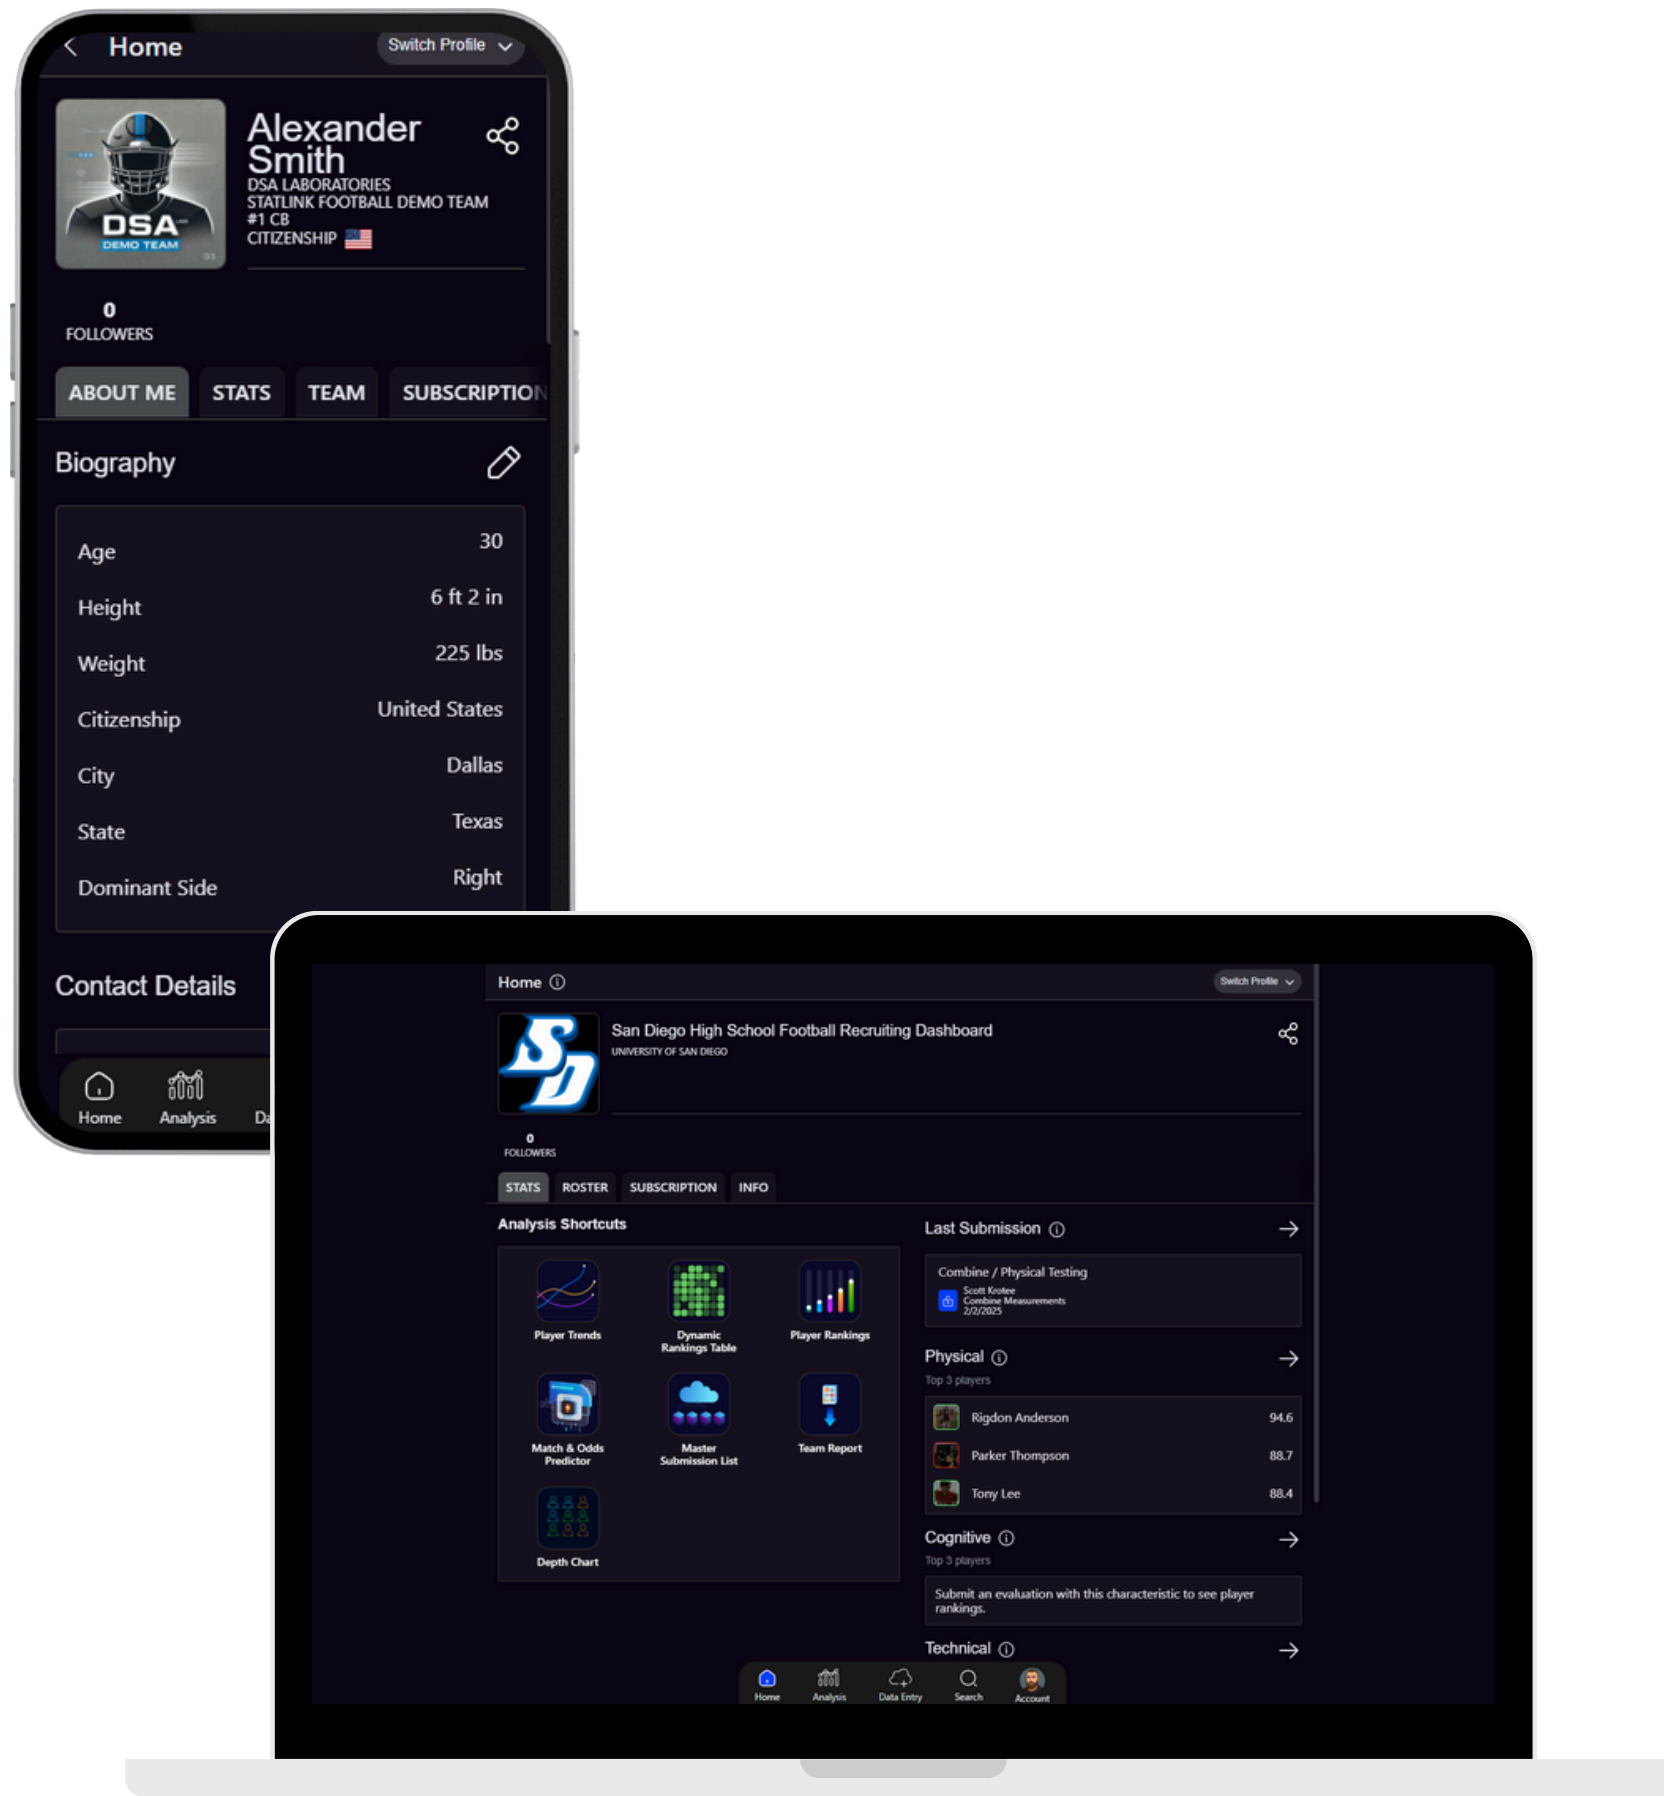 Home
Switch Profile
Alexander
Smith
DSA LABORATORIES
STATLINK FOOTBALL DEMO TEAM
#1 CB
CITIZENSHIP
DSA
DEMO TEAM
0
FOLLOWERS
ABOUT ME
STATS
TEAM
SUBSCRIPTION
Biography
Age
30
Height
6 ft 2 in
Weight
225 lbs
Citizenship
United States
City
Dallas
State
Texas
Dominant Side
Right
Contact Details
Home
Analysis
Da
Home
Switch Profile
SD
San Diego High School Football Recruiting Dashboard
UNIVERSITY OF SAN DIEGO
0
FOLLOWERS
STATS
ROSTER
SUBSCRIPTION
INFO
Analysis Shortcuts
Player Trends
Dynamic
Rankings Table
Player Rankings
Match & Odds
Predictor
Master
Submission List
Team Report
Depth Chart
Last Submission
Combine / Physical Testing
Scott Krotee
Combine Measurements
2/2/2025
Physical
Top 3 players
Rigdon Anderson
94.6
Parker Thompson
88.7
Tony Lee
88.4
Cognitive
Top 3 players
Submit an evaluation with this characteristic to see player
rankings.
Technical
Home
Analysis
Data Entry
Search
Account